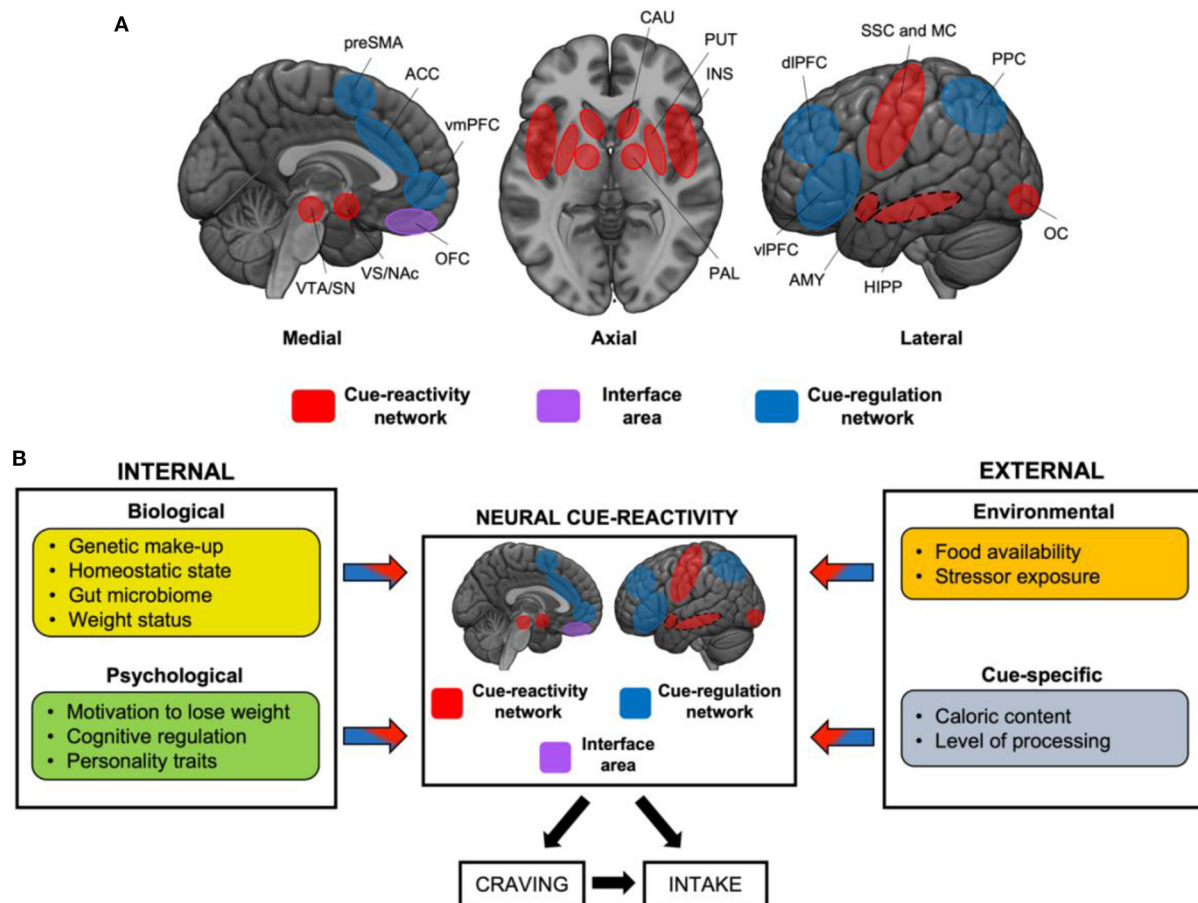 A
preSMA
ACC
vmPFC
OFC
VS/NAc
VTA/SN
Medial
CAU
PUT
INS
PAL
Axial
SSC and MC
dlPFC
PPC
vlPFC
AMY
HIPP
OC
Lateral
Cue-reactivity
network
Interface
area
Cue-regulation
network
B
INTERNAL
Biological
• Genetic make-up
• Homeostatic state
• Gut microbiome
• Weight status
Psychological
• Motivation to lose weight
• Cognitive regulation
• Personality traits
NEURAL CUE-REACTIVITY
Cue-reactivity
network
Cue-regulation
network
Interface
area
EXTERNAL
Environmental
• Food availability
• Stressor exposure
Cue-specific
• Caloric content
• Level of processing
CRAVING
INTAKE